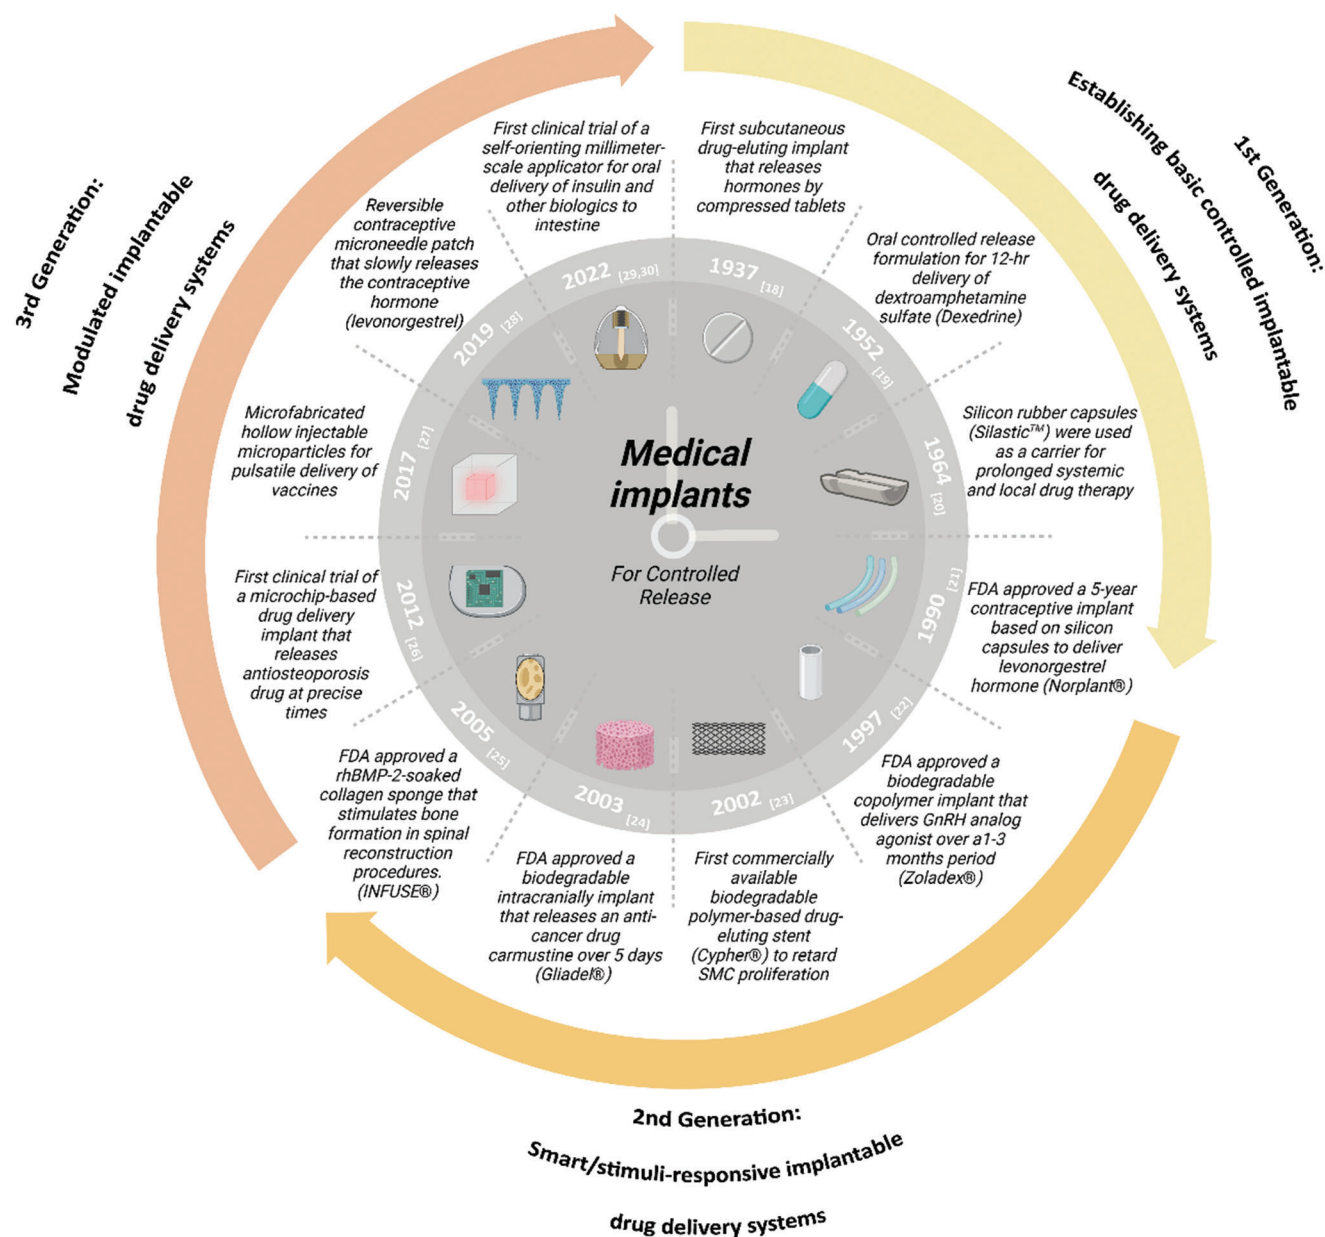 Medical
implants
For Controlled
Release
1st Generation:
Establishing basic controlled implantable
drug delivery systems
1937 [18]
First subcutaneous
drug-eluting implant
that releases
hormones by
compressed tablets
1952 [19]
Oral controlled release
formulation for 12-hr
delivery of
dextroamphetamine
sulfate (Dexedrine)
1964 [20]
Silicon rubber capsules
(Silastic™) were used
as a carrier for
prolonged systemic
and local drug therapy
1990 [21]
FDA approved a 5-year
contraceptive implant
based on silicon
capsules to deliver
levonorgestrel
hormone (Norplant®)
2nd Generation:
Smart/stimuli-responsive implantable
drug delivery systems
1997 [22]
FDA approved a
biodegradable
copolymer implant that
delivers GnRH analog
agonist over a1-3
months period
(Zoladex®)
2002 [23]
First commercially
available
biodegradable
polymer-based drug-
eluting stent
(Cypher®) to retard
SMC proliferation
2003 [24]
FDA approved a
biodegradable
intracranially implant
that releases an anti-
cancer drug
carmustine over 5 days
(Gliadel®)
2005 [25]
FDA approved a
rhBMP-2-soaked
collagen sponge that
stimulates bone
formation in spinal
reconstruction
procedures.
(INFUSE®)
3rd Generation:
Modulated implantable
drug delivery systems
2012 [26]
First clinical trial of
a microchip-based
drug delivery
implant that
releases
antiosteoporosis
drug at precise
times
2017 [27]
Microfabricated
hollow injectable
microparticles for
pulsatile delivery of
vaccines
2019 [28]
Reversible
contraceptive
microneedle patch
that slowly releases
the contraceptive
hormone
(levonorgestrel)
2022 [29,30]
First clinical trial of a
self-orienting millimeter-
scale applicator for oral
delivery of insulin and
other biologics to
intestine